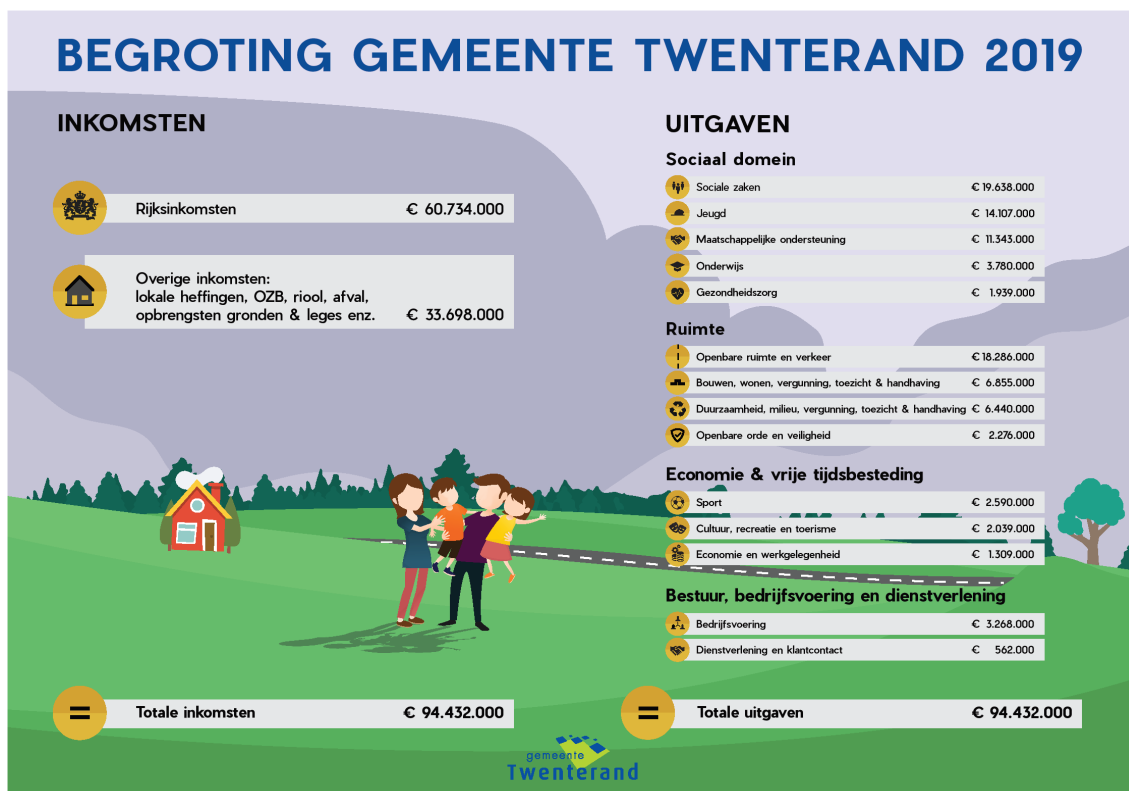 BEGROTING GEMEENTE TWENTERAND 2019
INKOMSTEN
Rijksinkomsten € 60.734.000
Overige inkomsten:
lokale heffingen, OZB, riool, afval,
opbrengsten gronden & leges enz. € 33.698.000
Totale inkomsten € 94.432.000
UITGAVEN
Sociaal domein
Sociale zaken € 19.638.000
Jeugd € 14.107.000
Maatschappelijke ondersteuning € 11.343.000
Onderwijs € 3.780.000
Gezondheidszorg € 1.939.000
Ruimte
Openbare ruimte en verkeer € 18.286.000
Bouwen, wonen, vergunning, toezicht & handhaving € 6.855.000
Duurzaamheid, milieu, vergunning, toezicht & handhaving € 6.440.000
Openbare orde en veiligheid € 2.276.000
Economie & vrije tijdsbesteding
Sport € 2.590.000
Cultuur, recreatie en toerisme € 2.039.000
Economie en werkgelegenheid € 1.309.000
Bestuur, bedrijfsvoering en dienstverlening
Bedrijfsvoering € 3.268.000
Dienstverlening en klantcontact € 562.000
Totale uitgaven € 94.432.000
gemeente
Twenterand